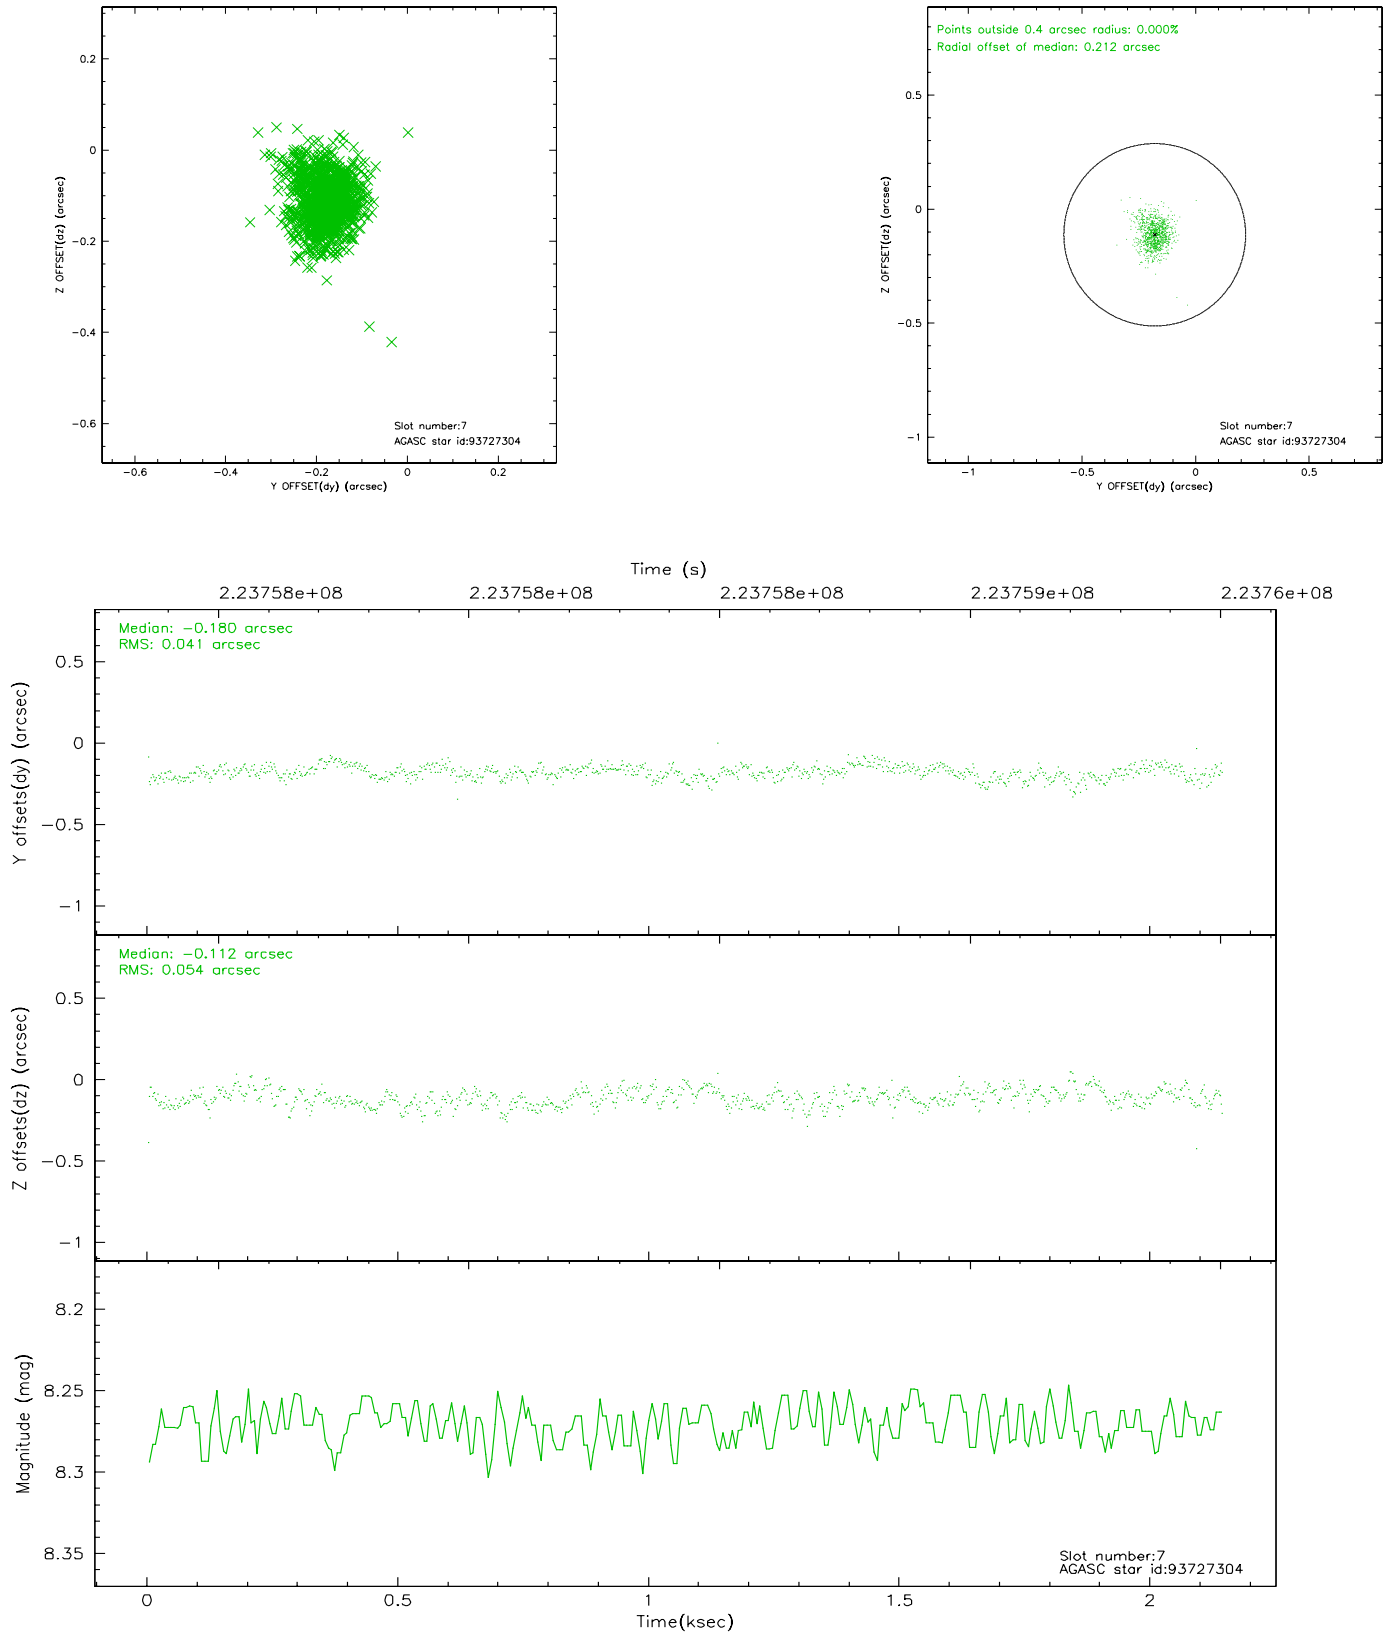 0.2
0
−0.2
−0.4
−0.6
Z OFFSET(dz) (arcsec)
Slot number:7
AGASC star id:93727304
−0.6 −0.4 −0.2 0 0.2
Y OFFSET(dy) (arcsec)
Points outside 0.4 arcsec radius: 0.000%
Radial offset of median: 0.212 arcsec
0.5
0
−0.5
−1
Z OFFSET(dz) (arcsec)
Slot number:7
AGASC star id:93727304
−1 −0.5 0 0.5
Y OFFSET(dy) (arcsec)
Time (s)
2.23758e+08 2.23758e+08 2.23758e+08 2.23759e+08 2.2376e+08
Median: −0.180 arcsec
RMS: 0.041 arcsec
0.5
0
−0.5
−1
Y offsets(dy) (arcsec)
Median: −0.112 arcsec
RMS: 0.054 arcsec
0.5
0
−0.5
−1
Z offsets(dz) (arcsec)
8.2
8.25
8.3
8.35
Magnitude (mag)
Slot number:7
AGASC star id:93727304
0 0.5 1 1.5 2
Time(ksec)